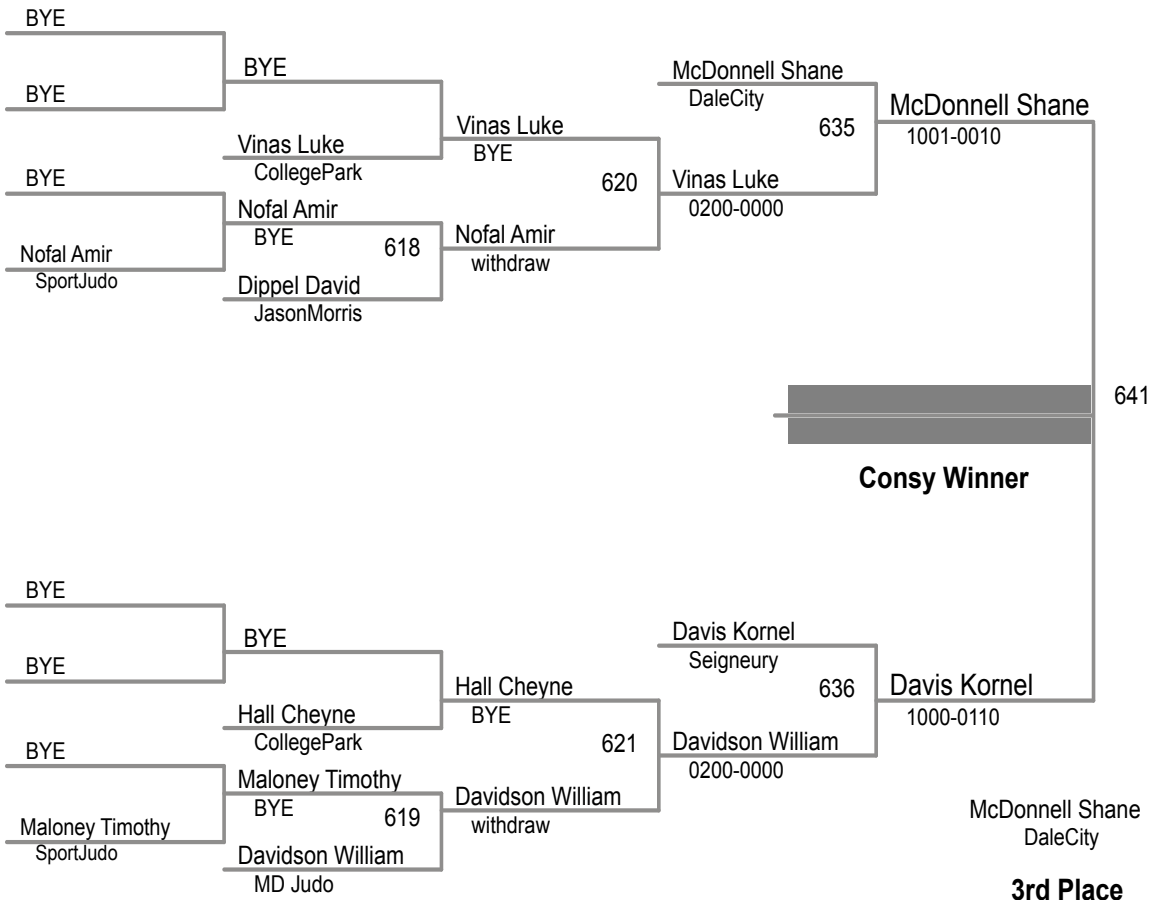 BYE
BYE
BYE
Vinas Luke
CollegePark
Vinas Luke
BYE
BYE
Nofal Amir
SportJudo
Nofal Amir
BYE
618
Dippel David
JasonMorris
Nofal Amir
withdraw
620
McDonnell Shane
DaleCity
635
Vinas Luke
0200-0000
McDonnell Shane
1001-0010
641
Consy Winner
BYE
BYE
BYE
Hall Cheyne
CollegePark
Hall Cheyne
BYE
BYE
Maloney Timothy
SportJudo
Maloney Timothy
BYE
619
Davidson William
MD Judo
Davidson William
withdraw
621
Davis Kornel
Seigneury
636
Davidson William
0200-0000
Davis Kornel
1000-0110
McDonnell Shane
DaleCity
3rd Place